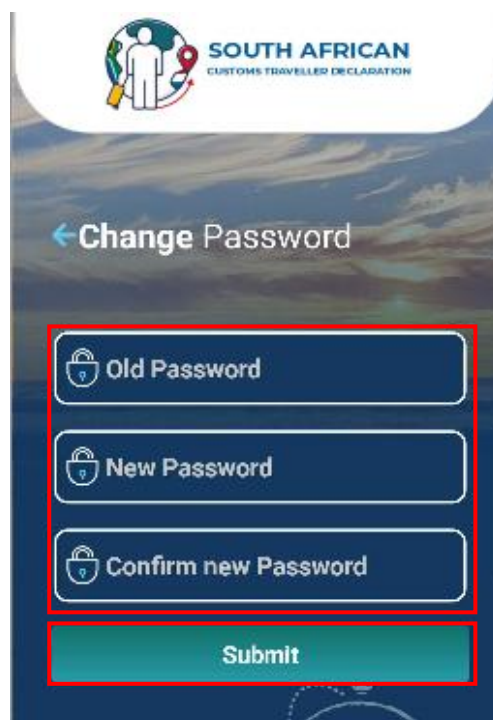 SOUTH AFRICAN
CUSTOMS TRAVELLER DECLARATION
Change Password
Old Password
New Password
Confirm new Password
Submit